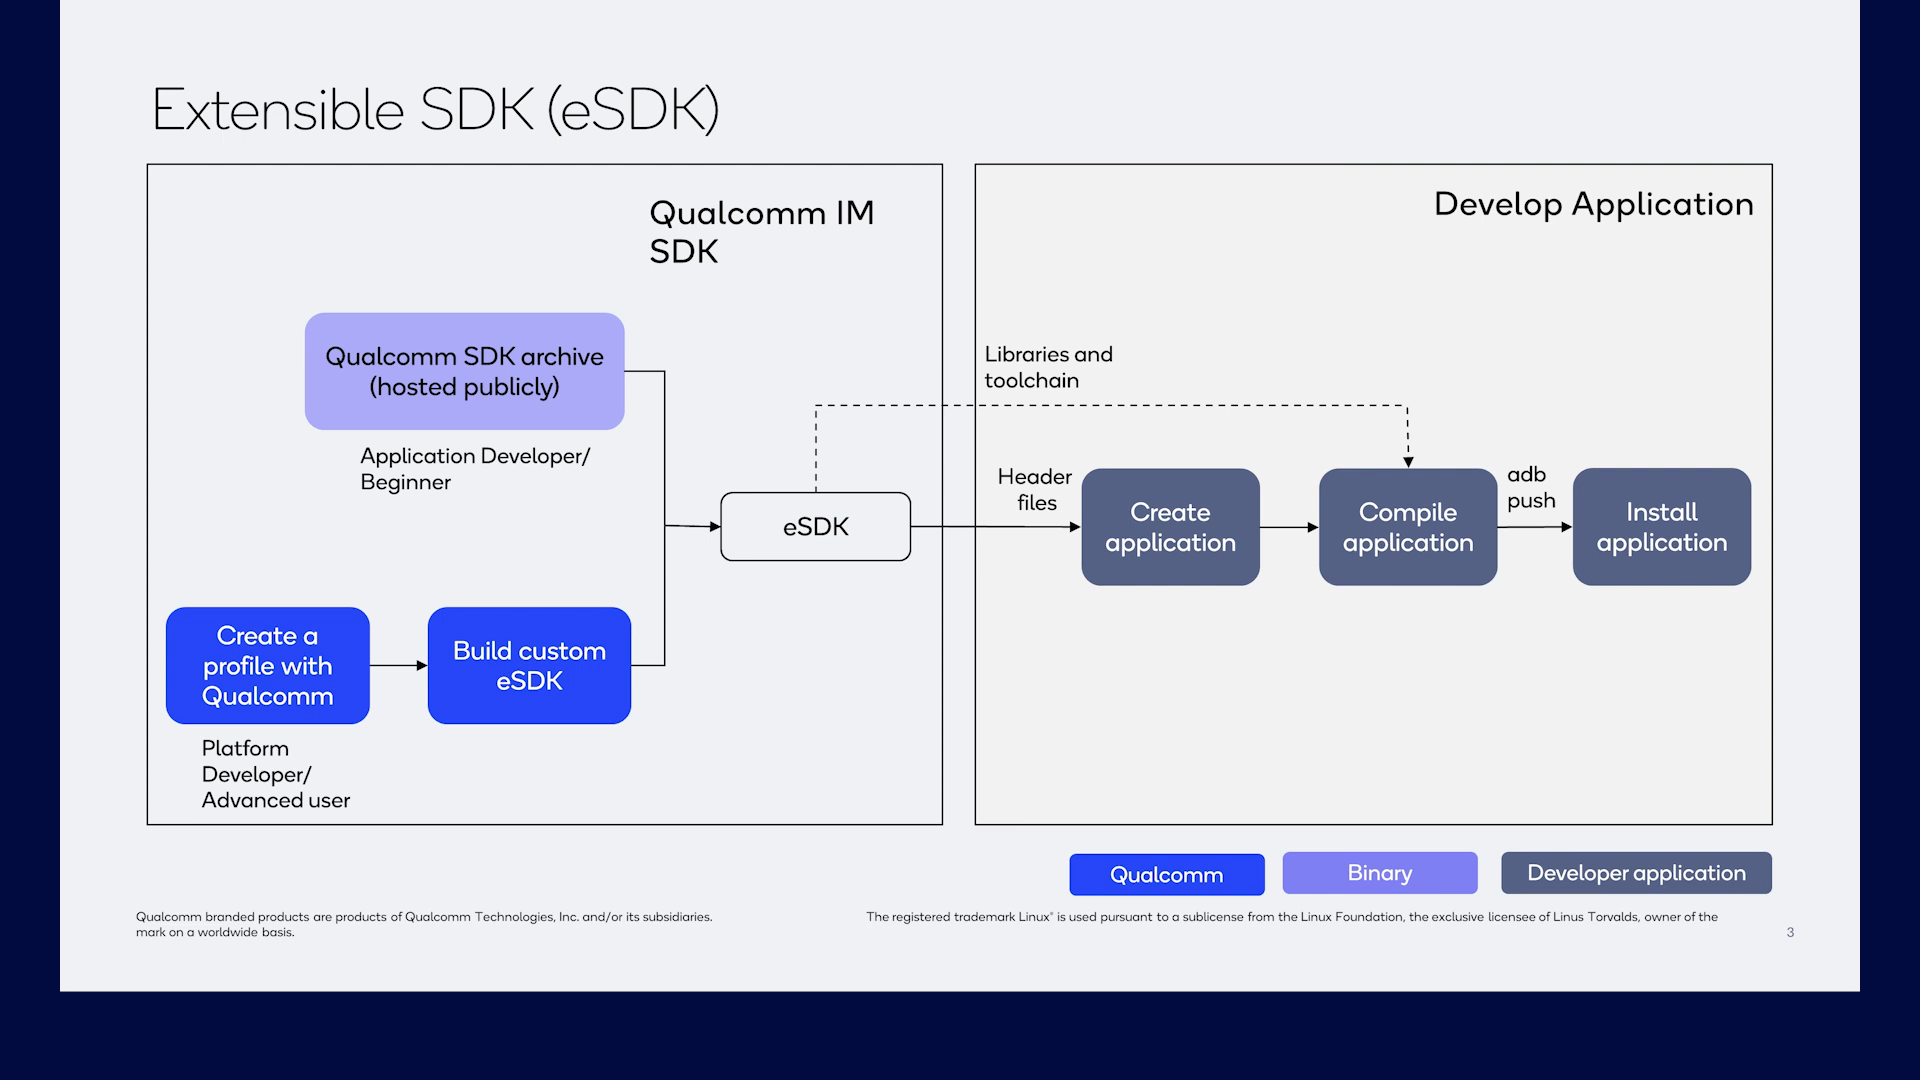 Extensible SDK (eSDK)
Qualcomm IM
SDK
Qualcomm SDK archive
(hosted publicly)
Application Developer/
Beginner
eSDK
Create a
profile with
Qualcomm
Build custom
eSDK
Platform
Developer/
Advanced user
Develop Application
Libraries and
toolchain
Header
files
Create
application
Compile
application
adb
push
Install
application
Qualcomm
Binary
Developer application
Qualcomm branded products are products of Qualcomm Technologies, Inc. and/or its subsidiaries. The registered trademark Linux® is used pursuant to a sublicense from the Linux Foundation, the exclusive licensee of Linus Torvalds, owner of the
mark on a worldwide basis.
3